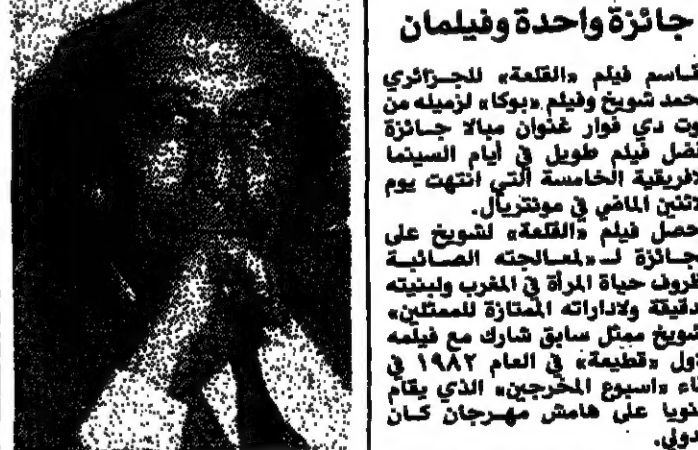 جائزة واحدة وفيلمان
قاسم فيلم «القلعة» للجزائري
حمد شويخ وفيلم «بوكا» لزميله من
وت دي فوار غنوان مبالا جائزة
فضل فيلم طويل في أيام السينما
لافريقية الخامسة التي انتهت يوم
لاثنين الماضي في مونتريال.
حصل فيلم «القلعة» لشويخ على
جائزة لـ «لمعالجته الصائبة
ظروف حياة المرأة في المغرب ولبنيته
دقيقة ولاداراته الممتازة للممثلين»
شويخ ممثل سابق شارك مع فيلمه
اول «قطيعة» في العام ١٩٨٢ في
«اسبوع المخرجين» الذي يقام
نويا على هامش مهرجان كان
دولي.